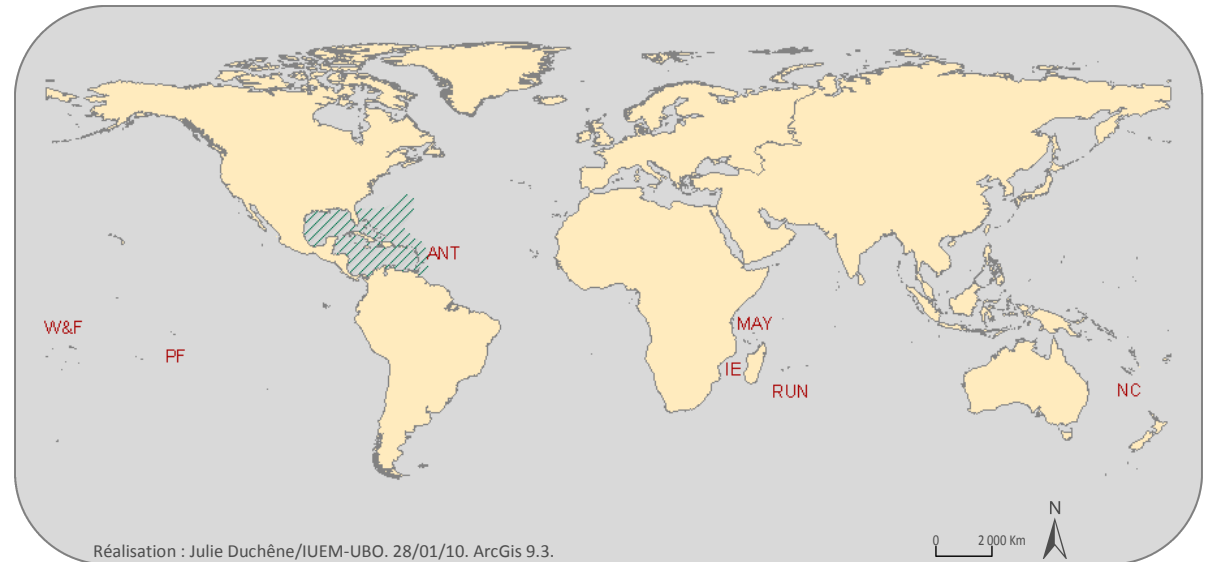 ANT
W&F
MAY
PF
IE
RUN
NC
N
0 2 000 Km
Réalisation : Julie Duchêne/IUEM-UBO. 28/01/10. ArcGis 9.3.